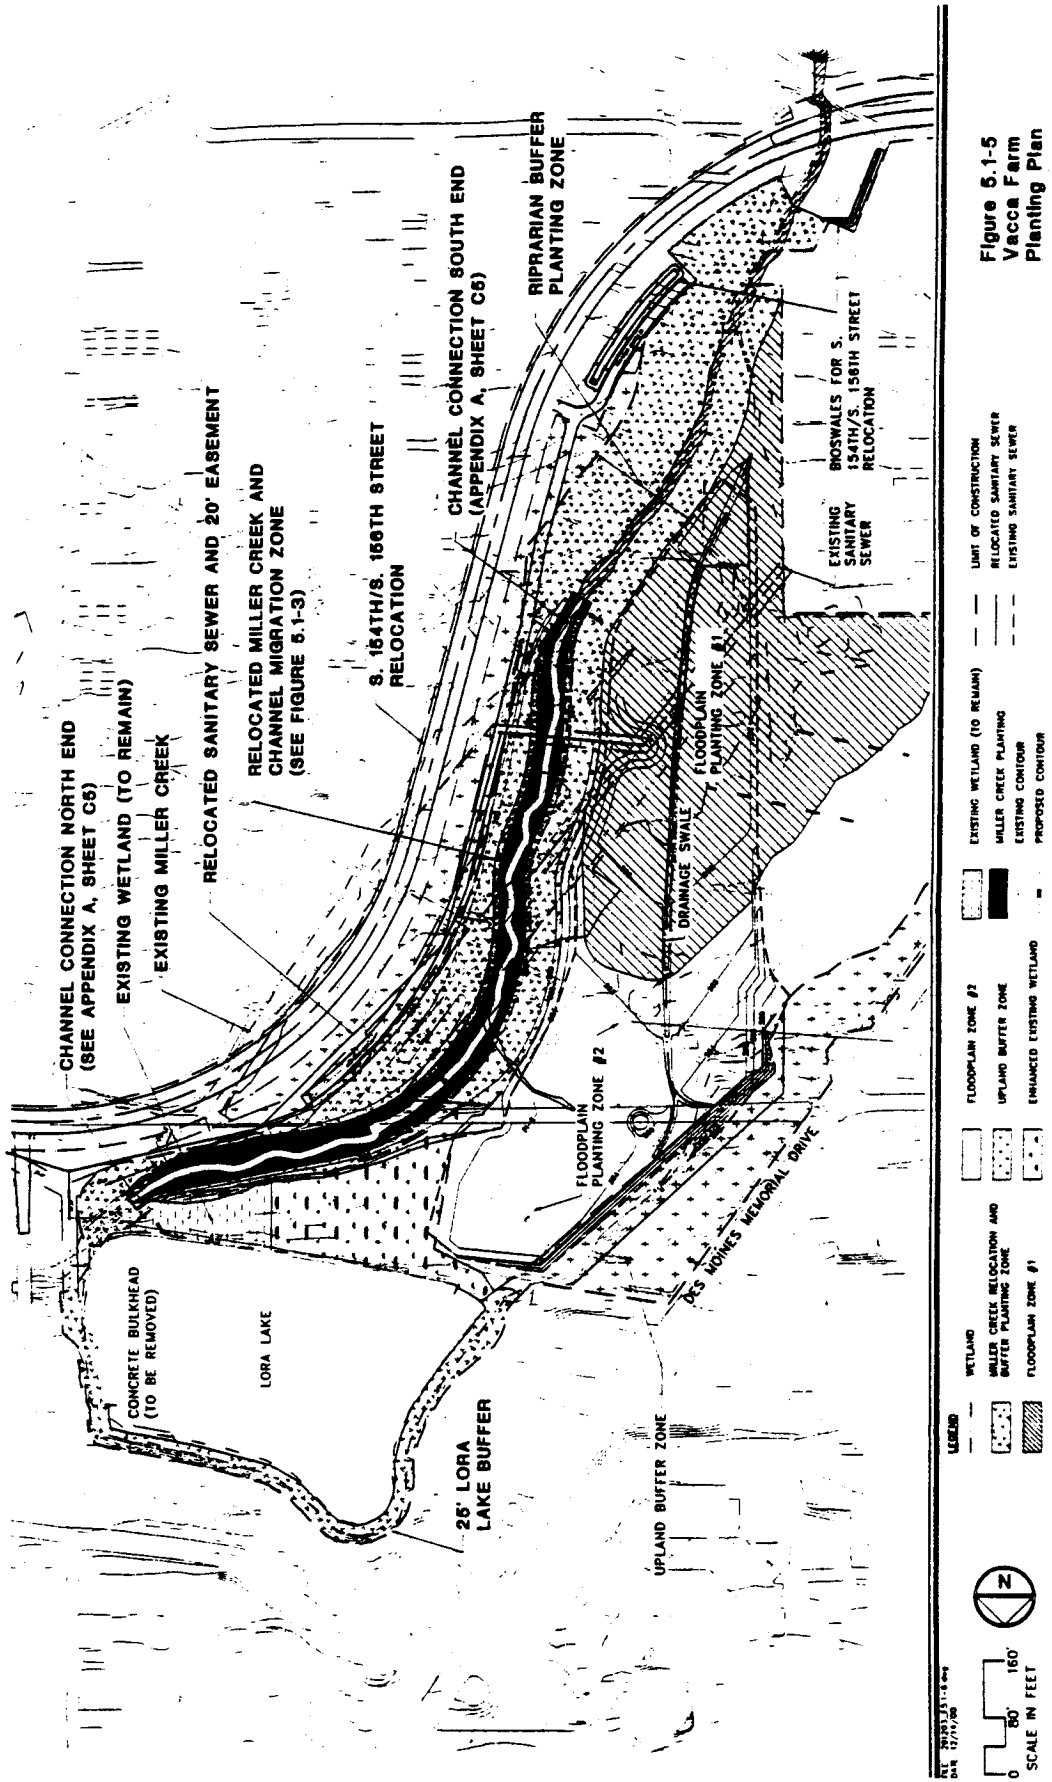 CHANNEL CONNECTION NORTH END
(SEE APPENDIX A, SHEET C5)
EXISTING WETLAND (TO REMAIN)
EXISTING MILLER CREEK
RELOCATED SANITARY SEWER AND 20' EASEMENT
RELOCATED MILLER CREEK AND
CHANNEL MIGRATION ZONE
(SEE FIGURE 5.1-3)
S. 154TH/S. 156TH STREET
RELOCATION
CHANNEL CONNECTION SOUTH END
(APPENDIX A, SHEET C5)
RIPRARIAN BUFFER
PLANTING ZONE
CONCRETE BULKHEAD
(TO BE REMOVED)
LORA LAKE
25' LORA
LAKE BUFFER
UPLAND BUFFER ZONE
FLOODPLAIN
PLANTING ZONE #2
DES MOINES MEMORIAL DRIVE
DRAINAGE SWALE
FLOODPLAIN
PLANTING ZONE #1
EXISTING
SANITARY
SEWER
BIOSWALES FOR S.
154TH/S. 156TH STREET
RELOCATION
LEGEND
WETLAND
MILLER CREEK RELOCATION AND
BUFFER PLANTING ZONE
FLOODPLAIN ZONE #1
FLOODPLAIN ZONE #2
UPLAND BUFFER ZONE
ENHANCED EXISTING WETLAND
EXISTING WETLAND (TO REMAIN)
MILLER CREEK PLANTING
EXISTING CONTOUR
PROPOSED CONTOUR
LIMIT OF CONSTRUCTION
RELOCATED SANITARY SEWER
EXISTING SANITARY SEWER
FILE
DATE 12/14/00
0 80' 160'
SCALE IN FEET
N
Figure 5.1-5
Vacca Farm
Planting Plan